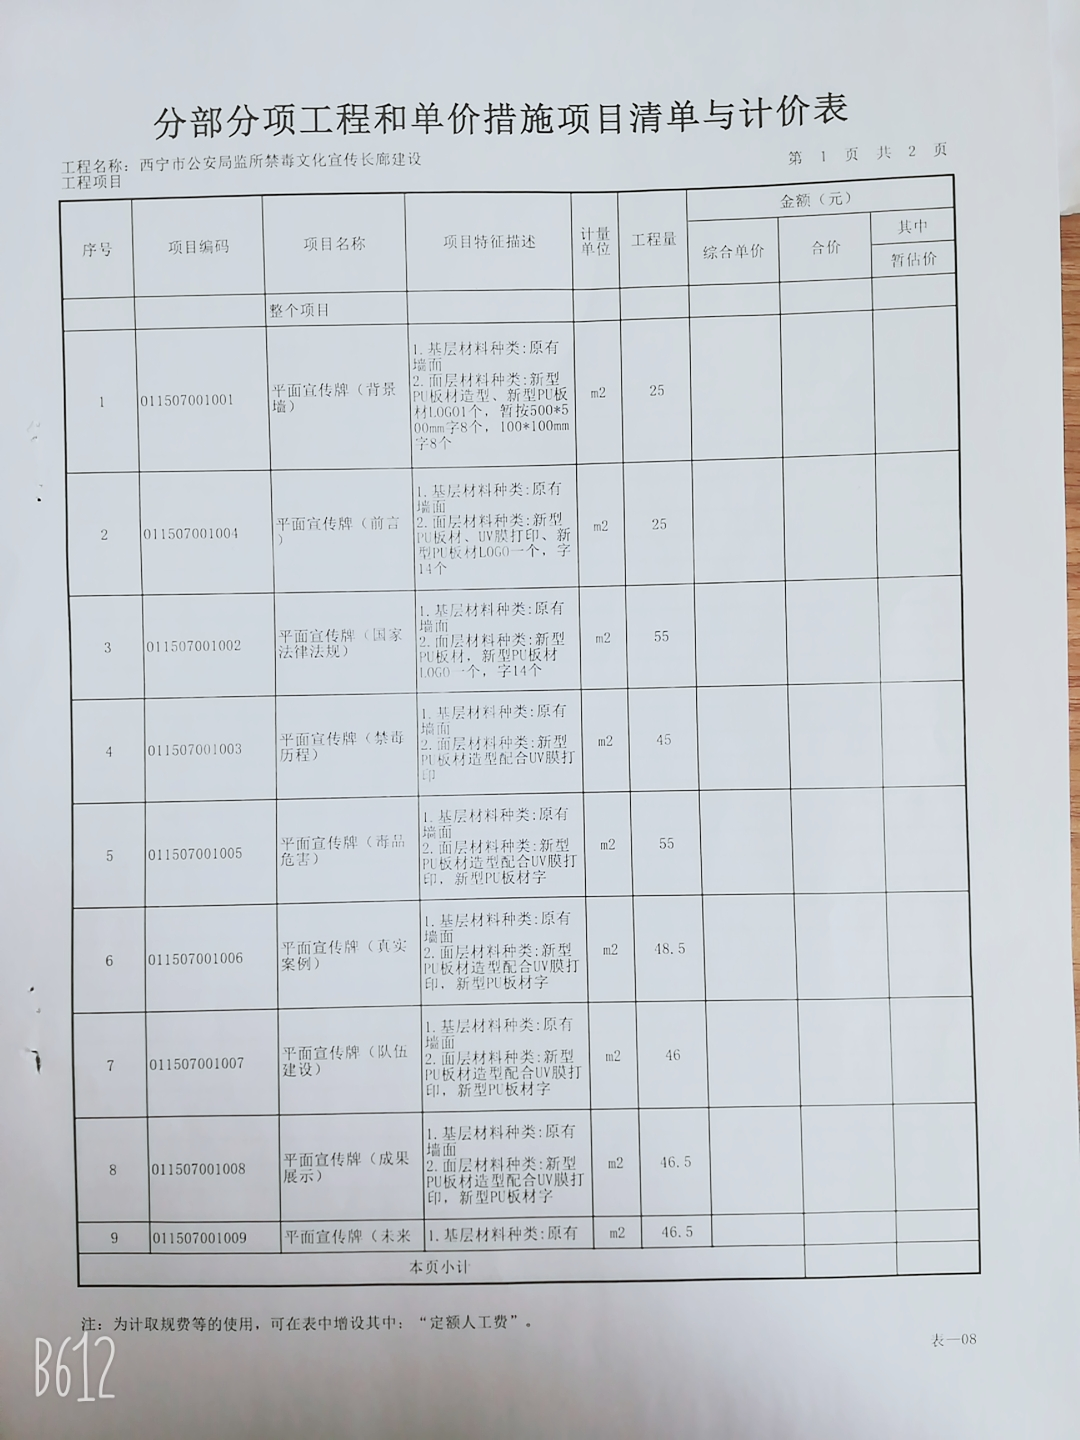 分部分项工程和单价措施项目清单与计价表
工程名称：西宁市公安局监所禁毒文化宣传长廊建设
工程项目
第 1 页 共 2 页
序号
项目编码
项目名称
项目特征描述
计量
单位
工程量
金额（元）
综合单价
合价
其中
暂估价
整个项目
1
011507001001
平面宣传牌（背景
墙）
1.基层材料种类:原有
墙面
2.面层材料种类:新型
PU板材造型、新型PU板
材LOGO1个，暂按500*5
00mm字8个，100*100mm
字8个
m2
25
2
011507001004
平面宣传牌（前言
）
1.基层材料种类:原有
墙面
2.面层材料种类:新型
PU板材、UV膜打印、新
型PU板材LOGO一个，字
14个
m2
25
3
011507001002
平面宣传牌（国家
法律法规）
1.基层材料种类:原有
墙面
2.面层材料种类:新型
PU板材，新型PU板材
LOGO一个，字14个
m2
55
4
011507001003
平面宣传牌（禁毒
历程）
1.基层材料种类:原有
墙面
2.面层材料种类:新型
PU板材造型配合UV膜打
印
m2
45
5
011507001005
平面宣传牌（毒品
危害）
1.基层材料种类:原有
墙面
2.面层材料种类:新型
PU板材造型配合UV膜打
印，新型PU板材字
m2
55
6
011507001006
平面宣传牌（真实
案例）
1.基层材料种类:原有
墙面
2.面层材料种类:新型
PU板材造型配合UV膜打
印，新型PU板材字
m2
48.5
7
011507001007
平面宣传牌（队伍
建设）
1.基层材料种类:原有
墙面
2.面层材料种类:新型
PU板材造型配合UV膜打
印，新型PU板材字
m2
46
8
011507001008
平面宣传牌（成果
展示）
1.基层材料种类:原有
墙面
2.面层材料种类:新型
PU板材造型配合UV膜打
印，新型PU板材字
m2
46.5
9
011507001009
平面宣传牌（未来
1.基层材料种类:原有
m2
46.5
本页小计
注：为计取规费等的使用，可在表中增设其中：“定额人工费”。
表—08
B612